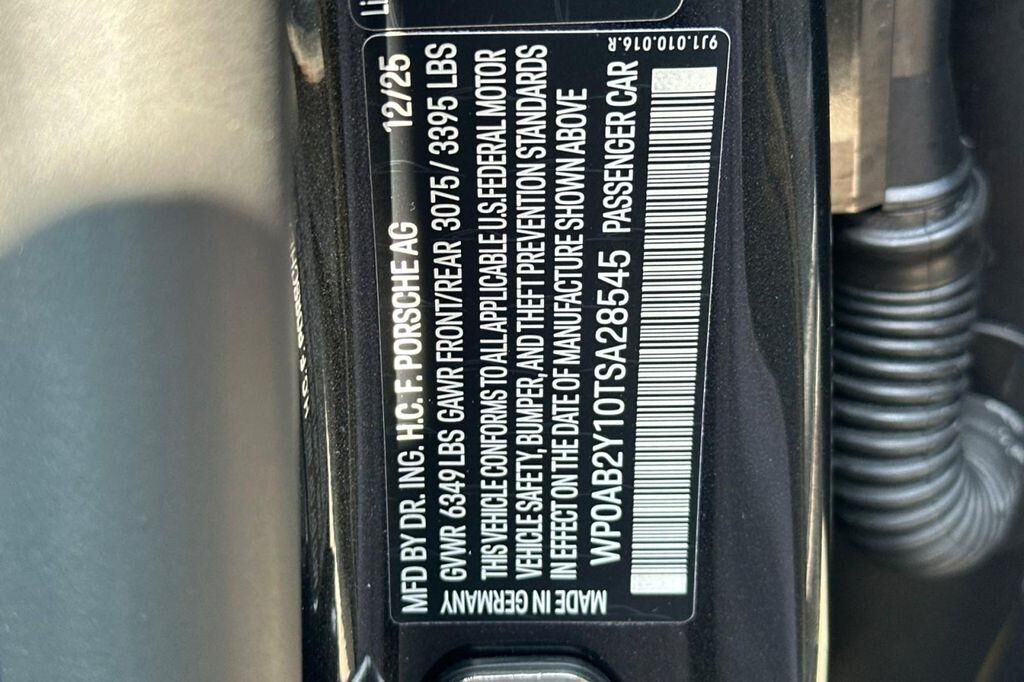 Li
MFD BY DR. ING. H.C. F. PORSCHE AG 12/25
GVWR 6349 LBS GAWR FRONT/REAR 3075 / 3395 LBS
THIS VEHICLE CONFORMS TO ALL APPLICABLE U.S. FEDERAL MOTOR
VEHICLE SAFETY, BUMPER, AND THEFT PREVENTION STANDARDS
IN EFFECT ON THE DATE OF MANUFACTURE SHOWN ABOVE
WP0AB2Y10TSA28545 PASSENGER CAR
MADE IN GERMANY
9J1.010.016.R